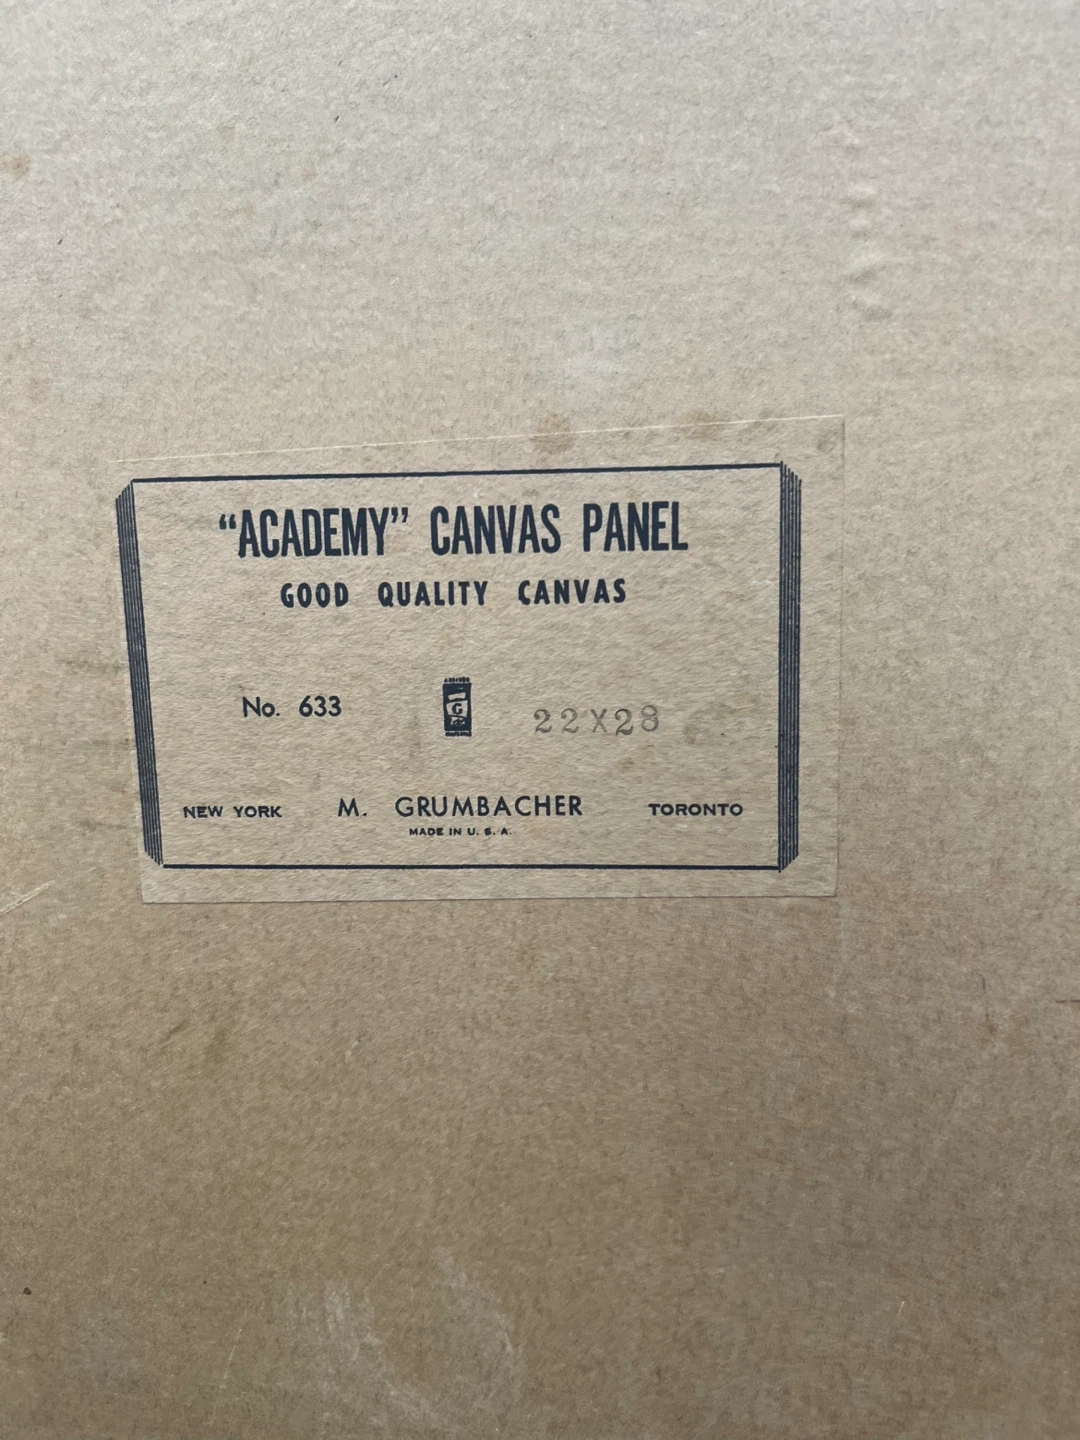 “ACADEMY” CANVAS PANEL
GOOD QUALITY CANVAS
No. 633 G 22X28
NEW YORK M. GRUMBACHER TORONTO
MADE IN U. S. A.